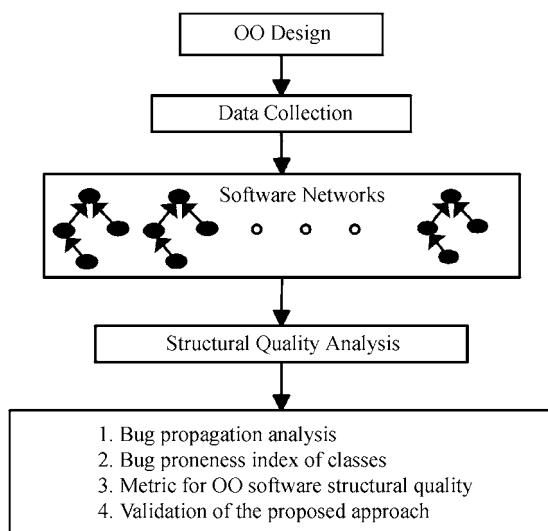 OO Design
Data Collection
Software Networks
Structural Quality Analysis
1. Bug propagation analysis
2. Bug proneness index of classes
3. Metric for OO software structural quality
4. Validation of the proposed approach